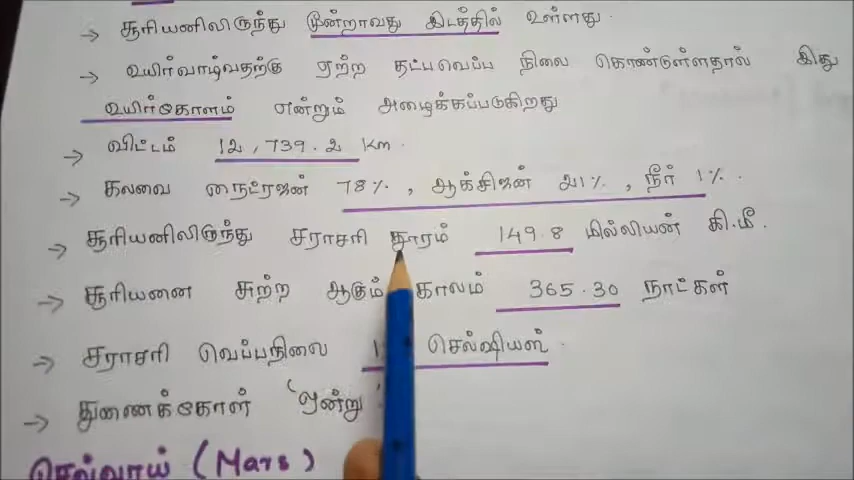 → சூரியனிலிருந்து மூன்றாவது இடத்தில் உள்ளது.
→ உயிர்வாழ்வதற்கு ஏற்ற தட்பவெப்ப நிலை கொண்டுள்ளதால் இது
உயிர்கோளம் என்றும் அழைக்கப்படுகிறது
→ விட்டம் 12,739.2 km.
→ கலவை நைட்ரஜன் 78%, ஆக்சிஜன் 21%, நீர் 1%.
→ சூரியனிலிருந்து சராசரி தூரம் 149.8 மில்லியன் கி.மீ.
→ சூரியனை சுற்ற ஆகும் காலம் 365.30 நாட்கள்
→ சராசரி வெப்பநிலை செல்ஷியஸ்.
→ துணைக்கோள் 'ஒன்று'
செவ்வாய் (Mars)